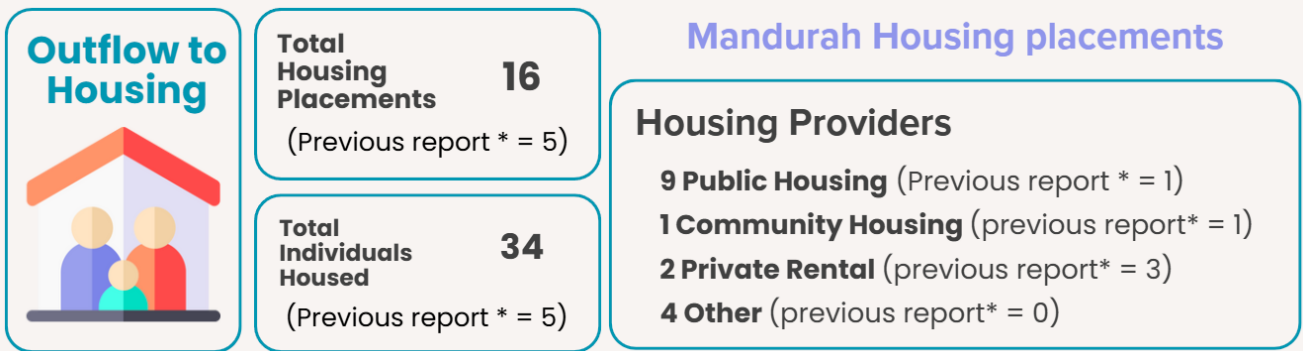 Outflow to
Housing
Total
Housing
Placements
16
(Previous report * = 5)
Total
Individuals
Housed
34
(Previous report * = 5)
Mandurah Housing placements
Housing Providers
9 Public Housing (Previous report * = 1)
1 Community Housing (previous report* = 1)
2 Private Rental (previous report* = 3)
4 Other (previous report* = 0)